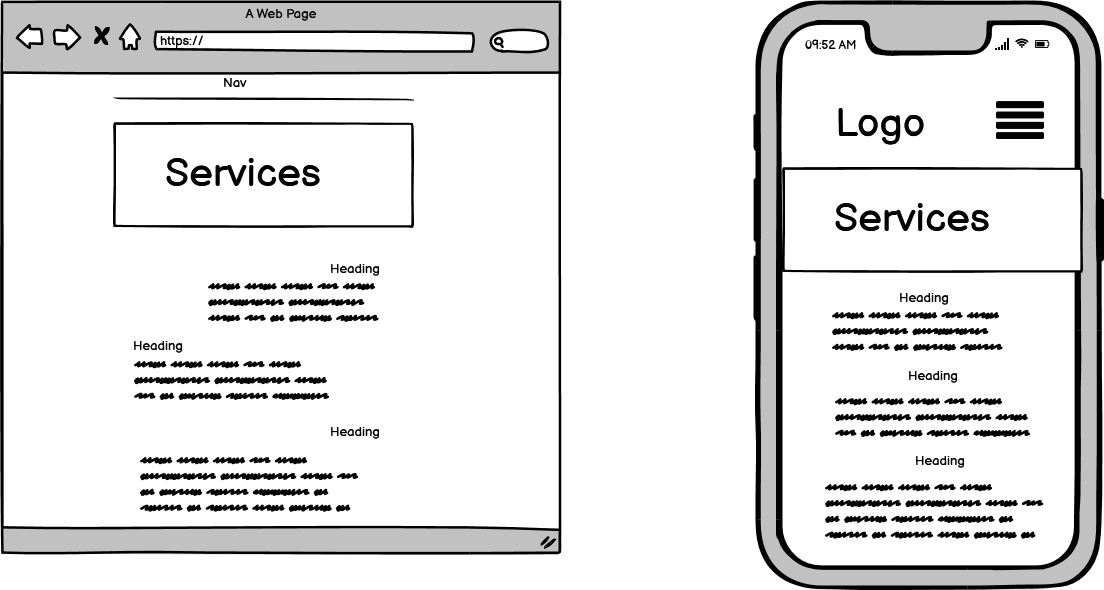 A Web Page
https://
Nav
Services
Heading
Heading
Heading
09:52 AM
Logo
Services
Heading
Heading
Heading